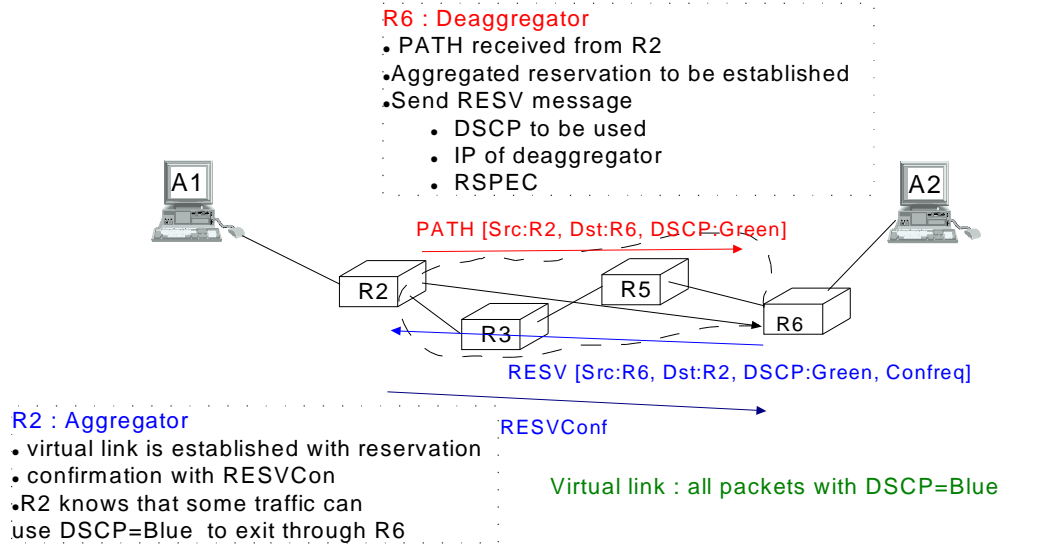 R6 : Deaggregator
• PATH received from R2
•Aggregated reservation to be established
•Send RESV message
• DSCP to be used
• IP of deaggregator
• RSPEC
A1
A2
PATH [Src:R2, Dst:R6, DSCP:Green]
R2
R5
R3
R6
RESV [Src:R6, Dst:R2, DSCP:Green, Confreq]
R2 : Aggregator
• virtual link is established with reservation
• confirmation with RESVCon
•R2 knows that some traffic can
use DSCP=Blue to exit through R6
RESVConf
Virtual link : all packets with DSCP=Blue